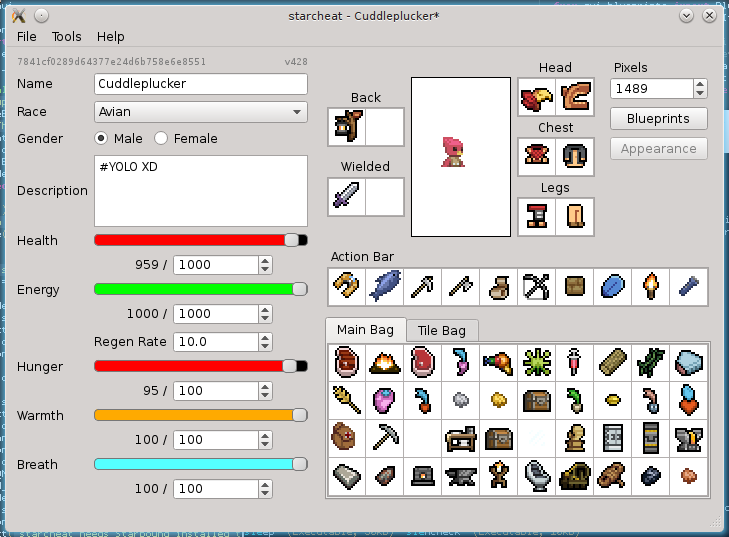 starcheat - Cuddleplucker*
File Tools Help
7841cf0289d64377e24d6b758e6e8551 v428
Name Cuddleplucker
Race Avian
Gender Male Female
Description #YOLO XD
Health
959 / 1000
Energy
1000 / 1000
Regen Rate 10.0
Hunger
95 / 100
Warmth
100 / 100
Breath
100 / 100
Back
Wielded
Head
Chest
Legs
Pixels
1489
Blueprints
Appearance
Action Bar
Main Bag Tile Bag